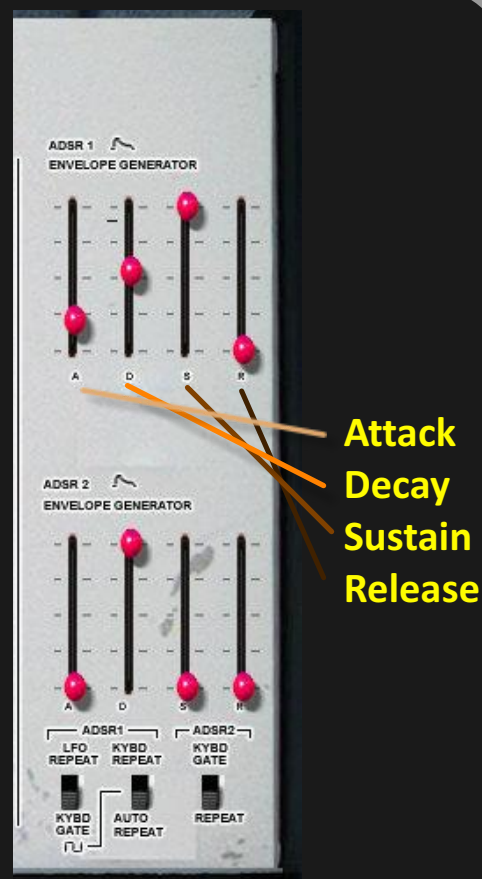 ADSR 1
ENVELOPE GENERATOR
A D S R
Attack
Decay
Sustain
Release
ADSR 2
ENVELOPE GENERATOR
A D S R
ADSR1 ADSR2
LFO REPEAT KYBD REPEAT KYBD GATE
KYBD GATE AUTO REPEAT REPEAT